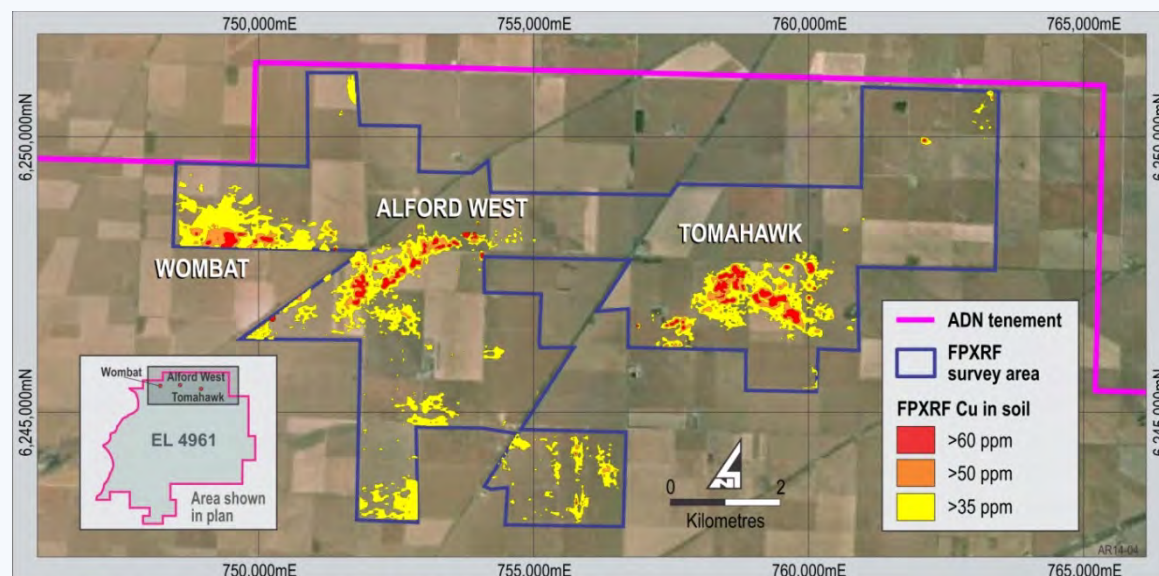 750,000mE
755,000mE
760,000mE
765,000mE
6,250,000mN
6,250,000mN
ALFORD WEST
TOMAHAWK
WOMBAT
ADN tenement
FPXRF
survey area
FPXRF Cu in soil
>60 ppm
>50 ppm
>35 ppm
Wombat
Alford West
Tomahawk
EL 4961
Area shown
in plan
6,245,000mN
6,245,000mN
N
0
2
Kilometres
AR14-04
750,000mE
755,000mE
760,000mE
765,000mE